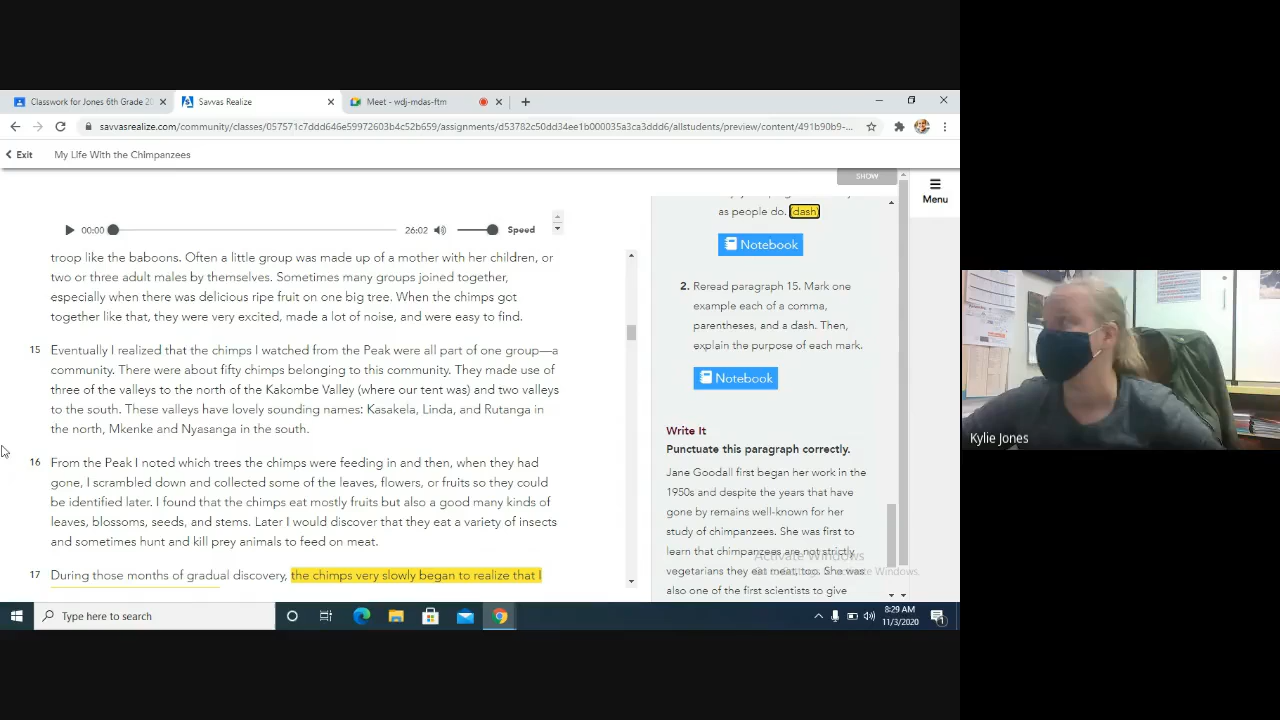 Classwork for Jones 6th Grade 20
Savvas Realize
Meet - wdj-mdas-ftm
savvasrealize.com/community/classes/057571c7ddd646e59972603b4c52b659/assignments/d53782c50dd34ee1b000035a3ca3ddd6/allstudents/preview/content/491b90b9-...
Exit
My Life With the Chimpanzees
SHOW
Menu
00:00
26:02
Speed
troop like the baboons. Often a little group was made up of a mother with her children, or
two or three adult males by themselves. Sometimes many groups joined together,
especially when there was delicious ripe fruit on one big tree. When the chimps got
together like that, they were very excited, made a lot of noise, and were easy to find.
15 Eventually I realized that the chimps I watched from the Peak were all part of one group—a
community. There were about fifty chimps belonging to this community. They made use of
three of the valleys to the north of the Kakombe Valley (where our tent was) and two valleys
to the south. These valleys have lovely sounding names: Kasakela, Linda, and Rutanga in
the north, Mkenke and Nyasanga in the south.
16 From the Peak I noted which trees the chimps were feeding in and then, when they had
gone, I scrambled down and collected some of the leaves, flowers, or fruits so they could
be identified later. I found that the chimps eat mostly fruits but also a good many kinds of
leaves, blossoms, seeds, and stems. Later I would discover that they eat a variety of insects
and sometimes hunt and kill prey animals to feed on meat.
17 During those months of gradual discovery, the chimps very slowly began to realize that I
as people do. (dash)
Notebook
2. Reread paragraph 15. Mark one
example each of a comma,
parentheses, and a dash. Then,
explain the purpose of each mark.
Notebook
Write It
Punctuate this paragraph correctly.
Jane Goodall first began her work in the
1950s and despite the years that have
gone by remains well-known for her
study of chimpanzees. She was first to
learn that chimpanzees are not strictly
vegetarians they eat meat, too. She was
also one of the first scientists to give
Activate Windows
Kylie Jones
Type here to search
8:29 AM
11/3/2020
1